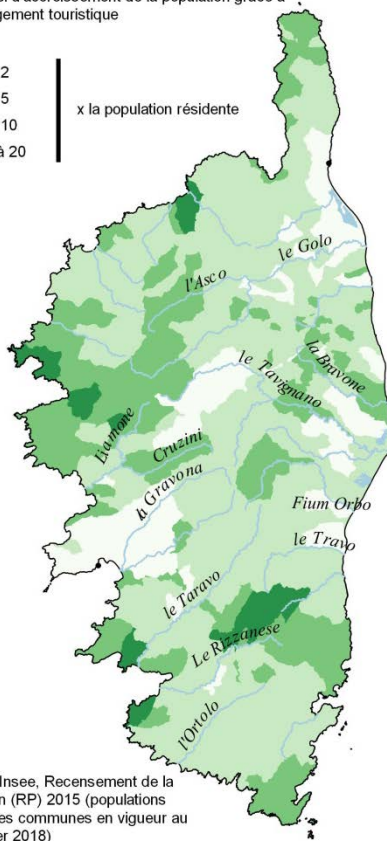 d'accroissement de la population grâce à
gement touristique
2
5
10
à 20
x la population résidente
le Golo
l'Asco
la Bravone
le Tavignano
Liamone
Cruzini
la Gravona
Fium Orbo
le Travo
le Taravo
Le Rizzanese
l'Ortolo
Insee, Recensement de la
n (RP) 2015 (populations
es communes en vigueur au
er 2018)